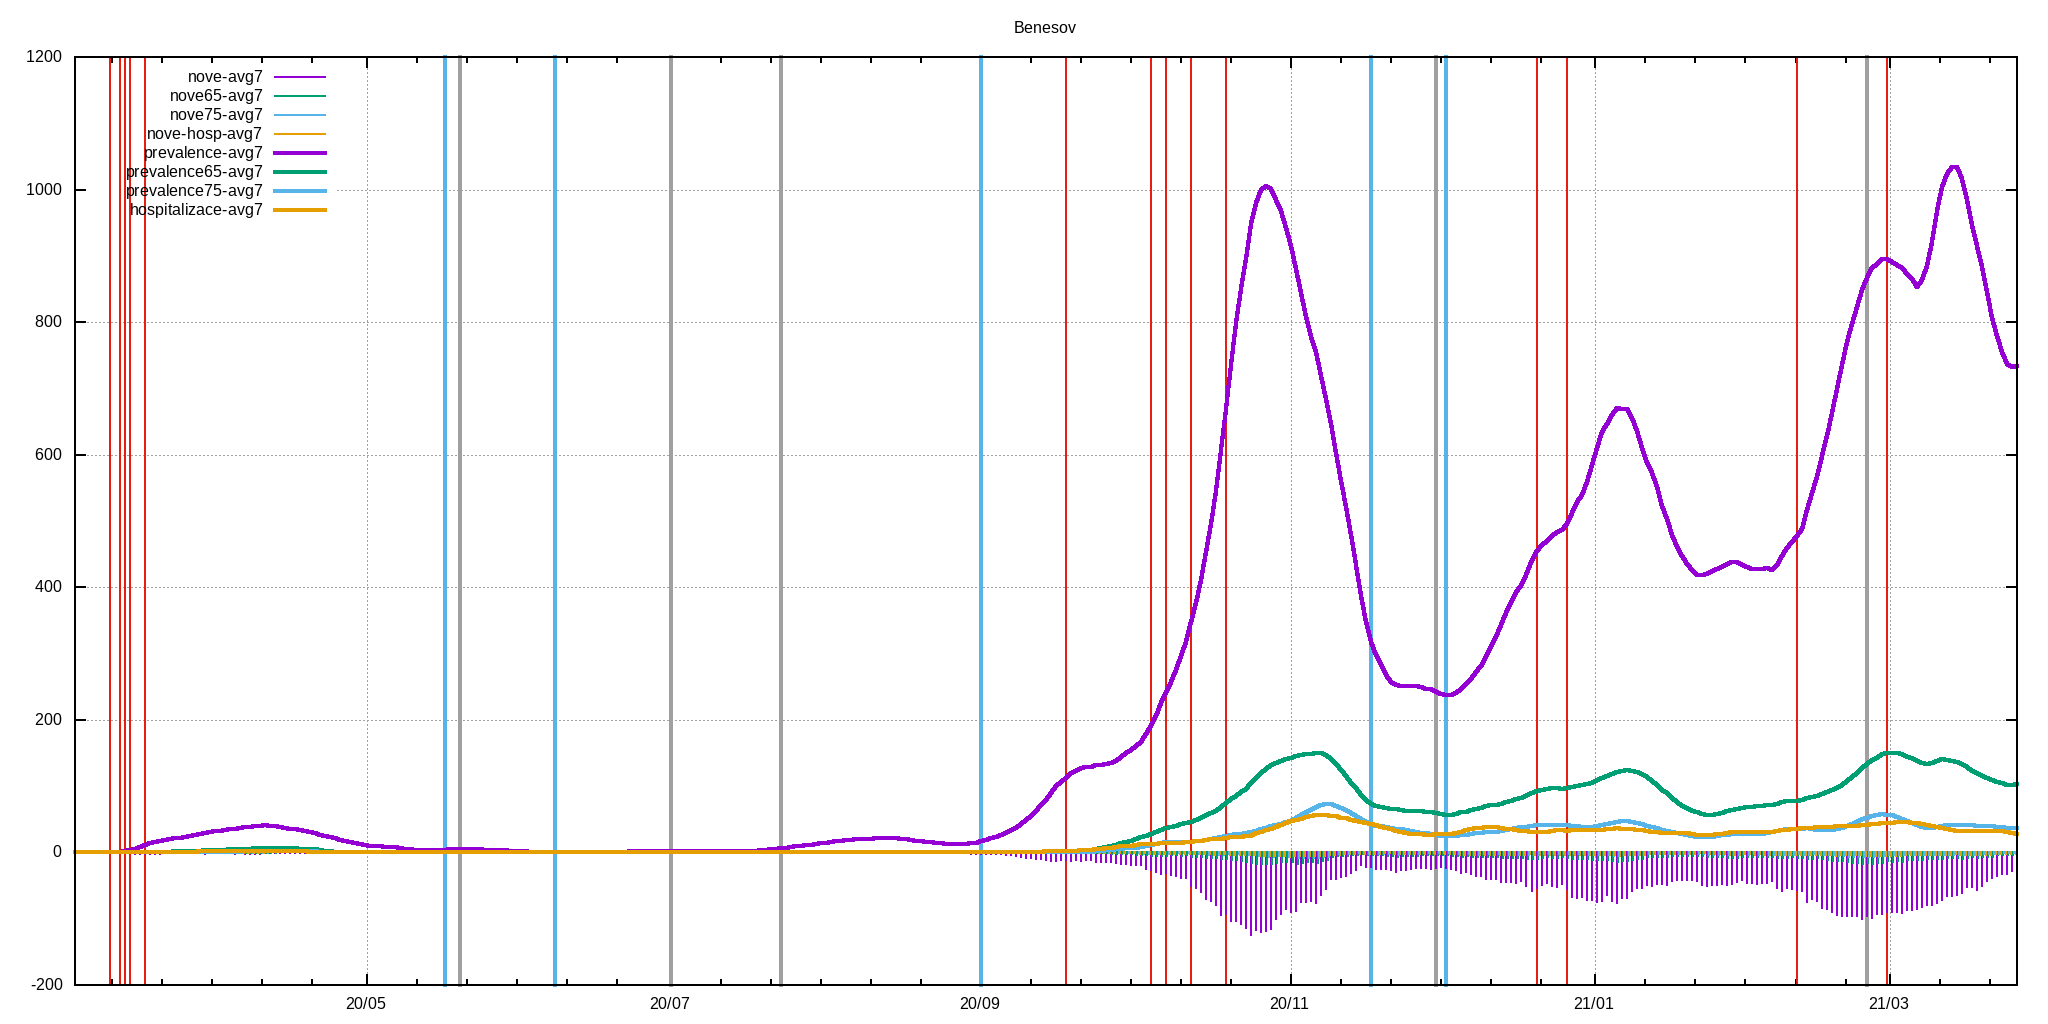 Benesov
1200
1000
800
600
400
200
0
-200
nove-avg7
nove65-avg7
nove75-avg7
nove-hosp-avg7
prevalence-avg7
prevalence65-avg7
prevalence75-avg7
hospitalizace-avg7
20/05 20/07 20/09 20/11 21/01 21/03